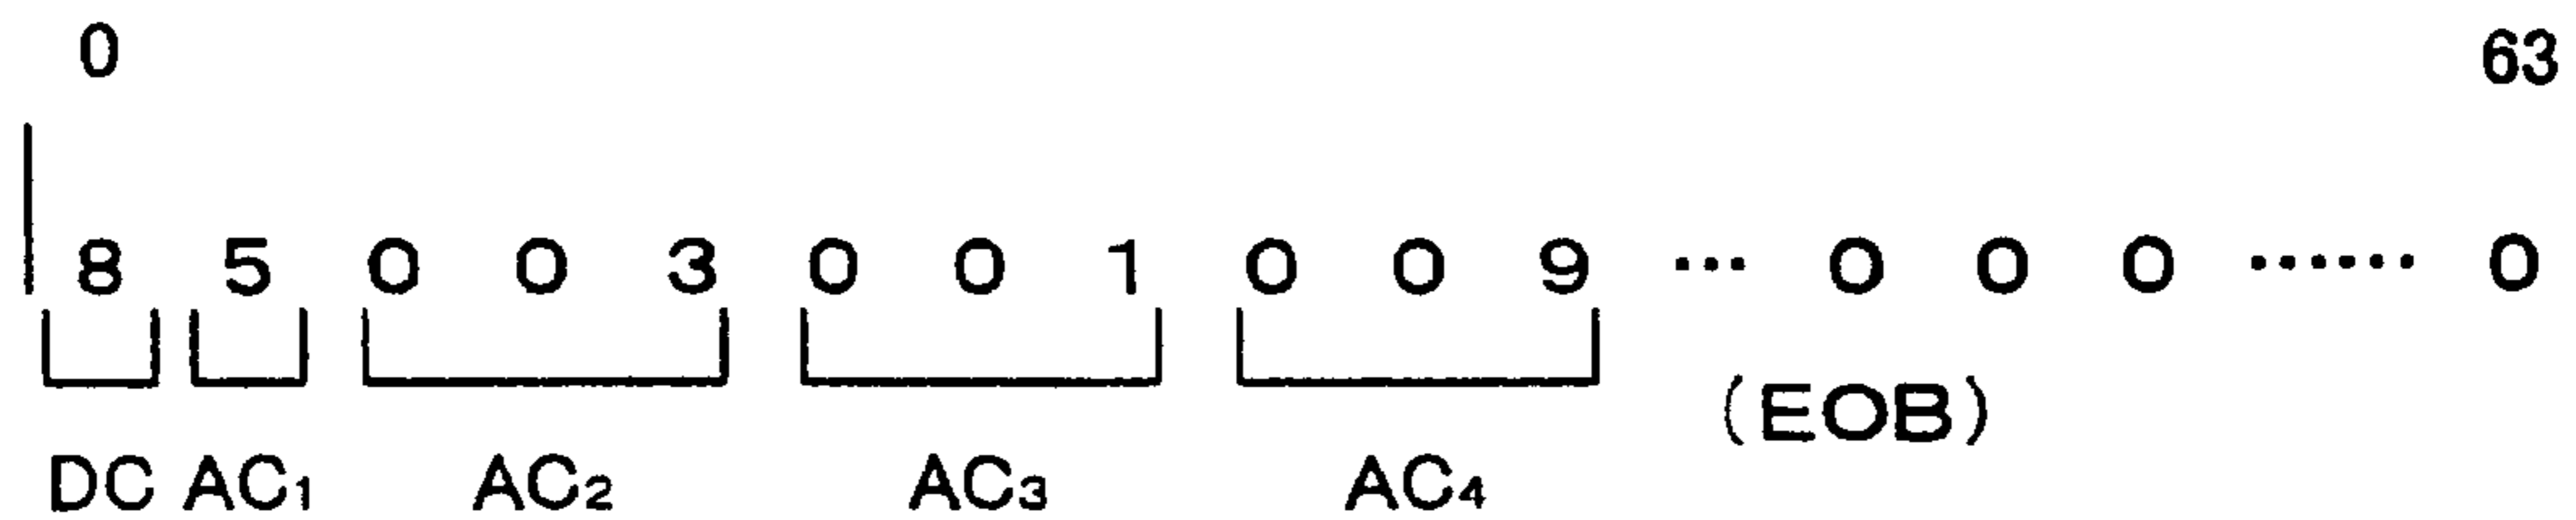 0 63
8 5 0 0 3 0 0 1 0 0 9 ··· 0 0 0 ······ 0
(EOB)
DC AC₁ AC₂ AC₃ AC₄